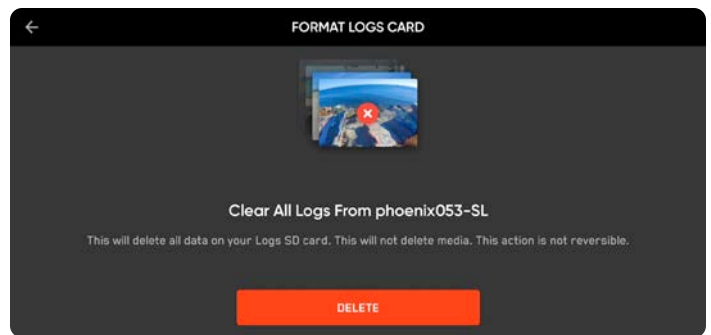 FORMAT LOGS CARD
Clear All Logs From phoenix053-SL
This will delete all data on your Logs SD card. This will not delete media. This action is not reversible.
DELETE